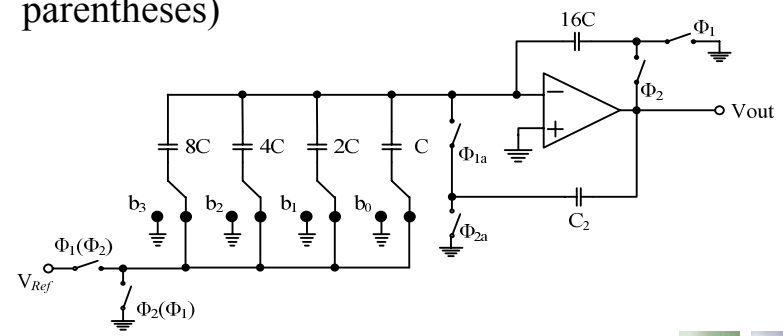 parentheses)
16C
Φ1
Φ2
Vout
8C
4C
2C
C
Φ1a
C2
b3
b2
b1
b0
Φ2a
Φ1(Φ2)
VRef
Φ2(Φ1)